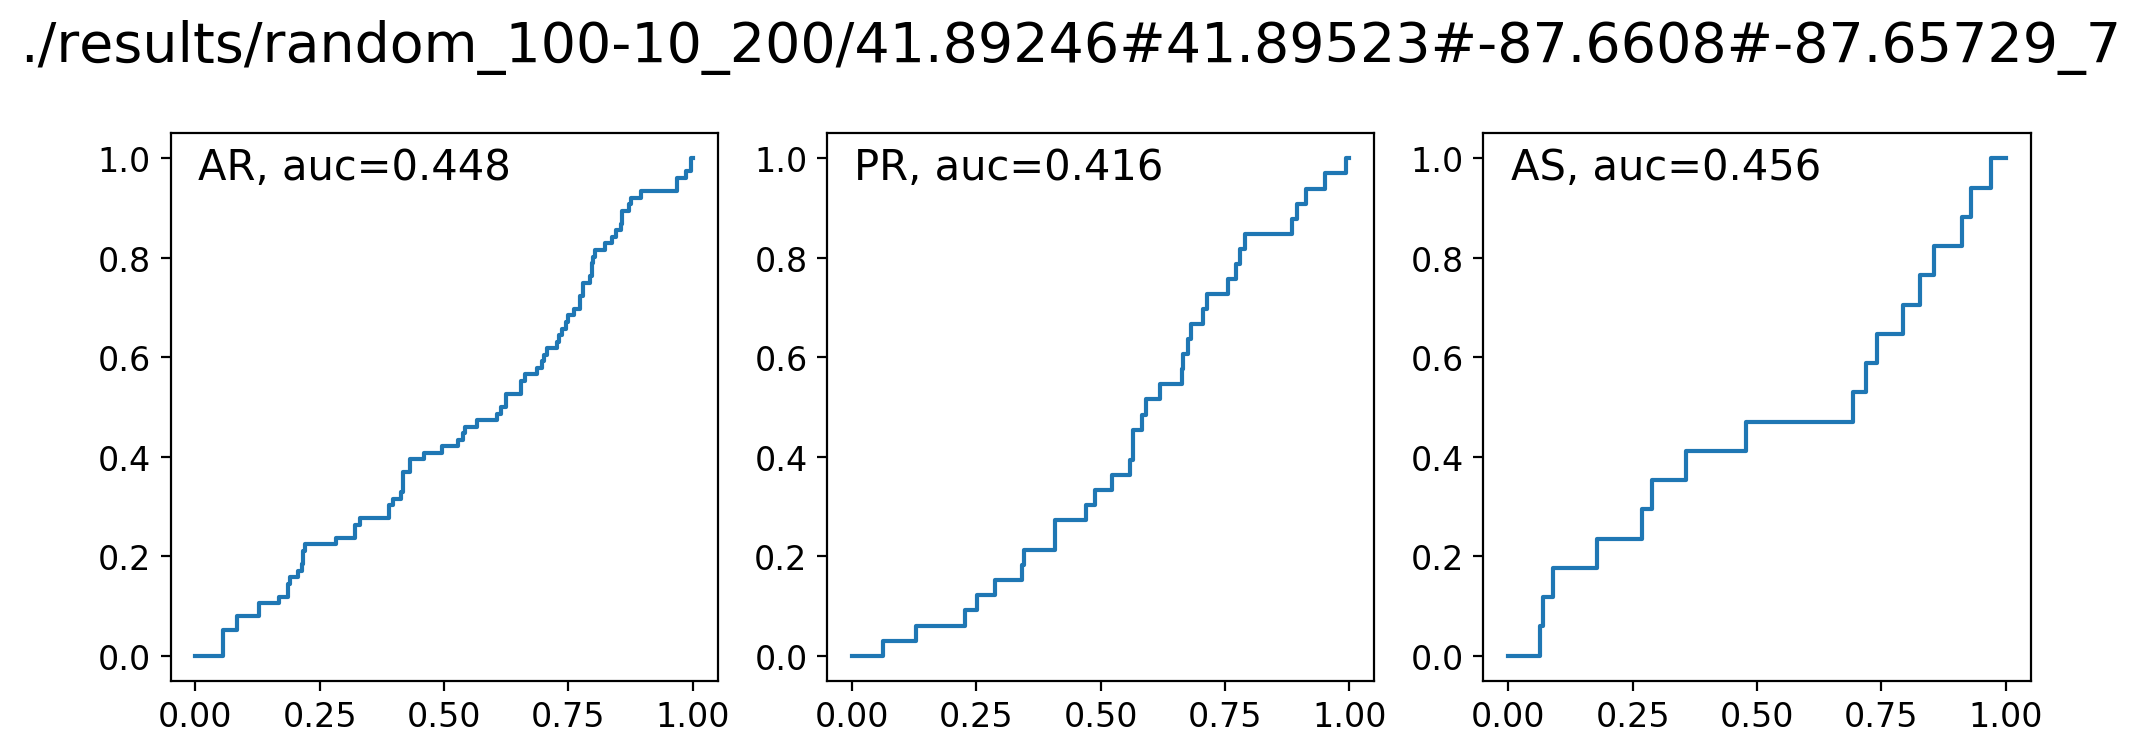 ./results/random_100-10_200/41.89246#41.89523#-87.6608#-87.65729_7
AR, auc=0.448
1.0
0.8
0.6
0.4
0.2
0.0
0.00 0.25 0.50 0.75 1.00
PR, auc=0.416
1.0
0.8
0.6
0.4
0.2
0.0
0.00 0.25 0.50 0.75 1.00
AS, auc=0.456
1.0
0.8
0.6
0.4
0.2
0.0
0.00 0.25 0.50 0.75 1.00